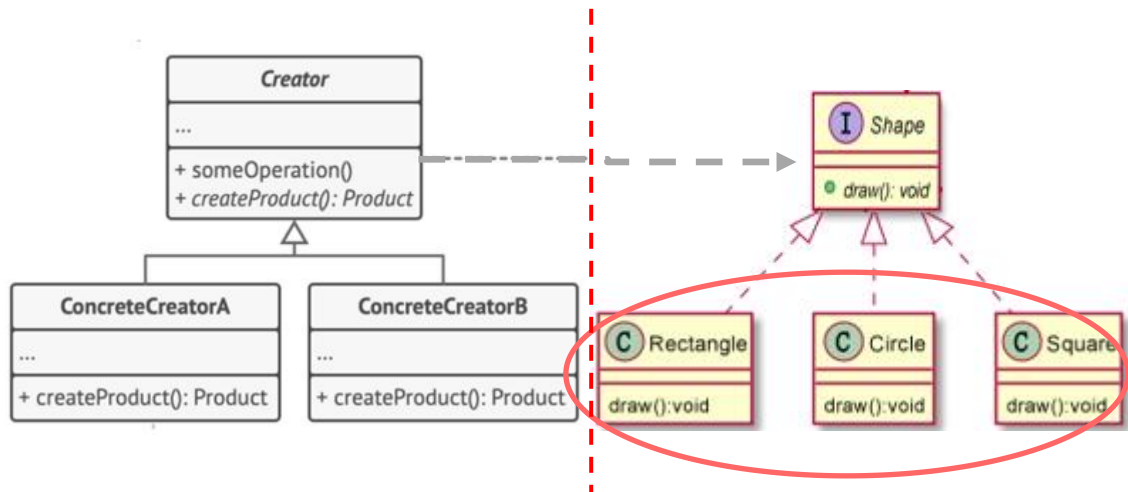 Creator
...
+ someOperation()
+ createProduct(): Product
ConcreteCreatorA
...
+ createProduct(): Product
ConcreteCreatorB
...
+ createProduct(): Product
I Shape
draw(): void
C Rectangle
draw():void
C Circle
draw():void
C Square
draw():void